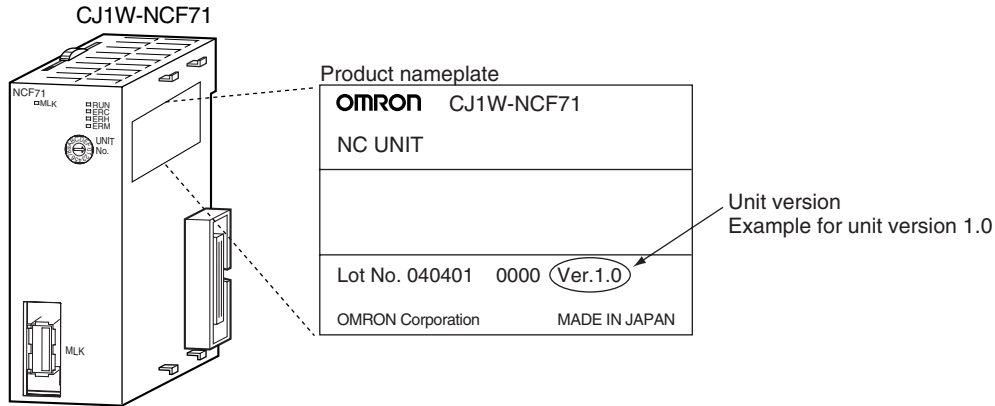 CJ1W-NCF71
NCF71
MLK
RUN
ERC
ERH
ERM
UNIT
No.
MLK
Product nameplate
OMRON CJ1W-NCF71
NC UNIT
Lot No. 040401 0000 Ver.1.0
OMRON Corporation MADE IN JAPAN
Unit version
Example for unit version 1.0